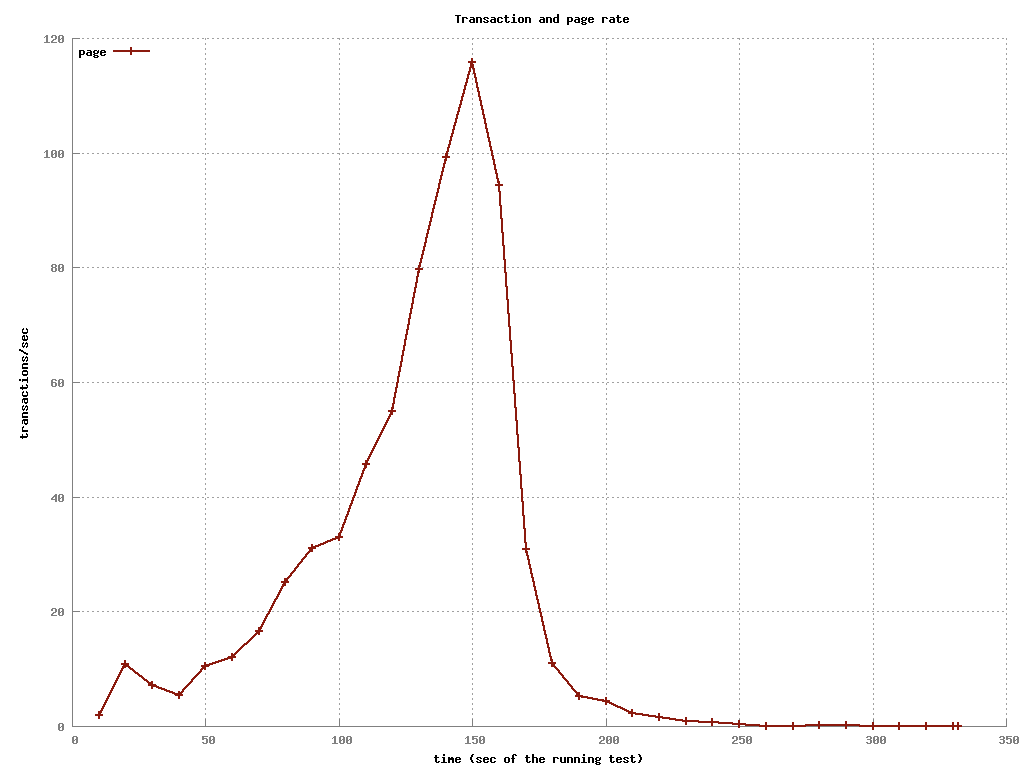 Transaction and page rate
page
120
100
80
60
40
20
0
transactions/sec
0 50 100 150 200 250 300 350
time (sec of the running test)